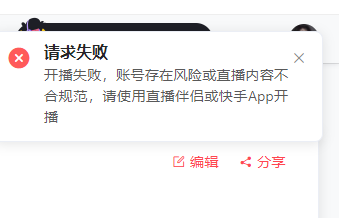 请求失败
开播失败，账号存在风险或直播内容不
合规范，请使用直播伴侣或快手App开
播
编辑
分享